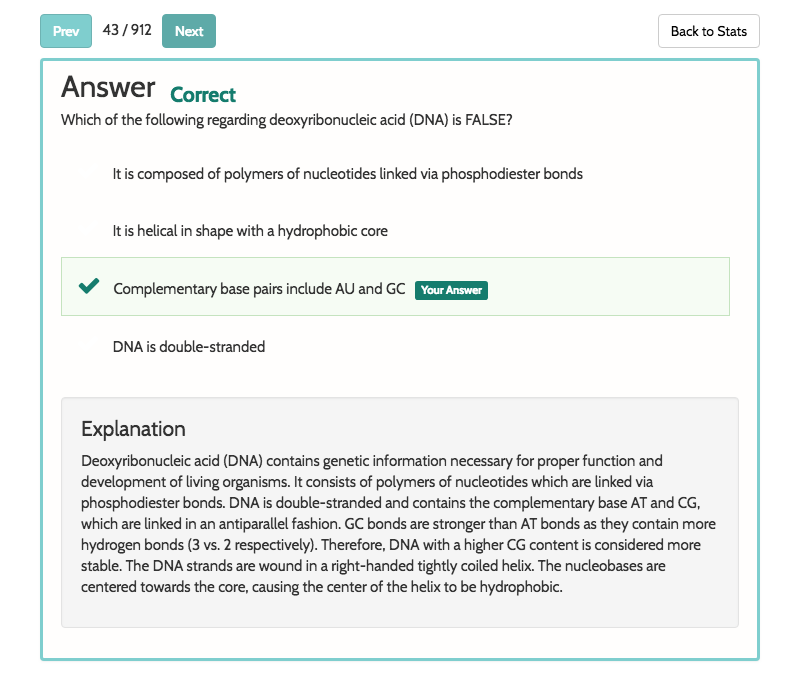 Prev 43 / 912 Next Back to Stats
Answer Correct
Which of the following regarding deoxyribonucleic acid (DNA) is FALSE?
It is composed of polymers of nucleotides linked via phosphodiester bonds
It is helical in shape with a hydrophobic core
Complementary base pairs include AU and GC Your Answer
DNA is double-stranded
Explanation
Deoxyribonucleic acid (DNA) contains genetic information necessary for proper function and
development of living organisms. It consists of polymers of nucleotides which are linked via
phosphodiester bonds. DNA is double-stranded and contains the complementary base AT and CG,
which are linked in an antiparallel fashion. GC bonds are stronger than AT bonds as they contain more
hydrogen bonds (3 vs. 2 respectively). Therefore, DNA with a higher CG content is considered more
stable. The DNA strands are wound in a right-handed tightly coiled helix. The nucleobases are
centered towards the core, causing the center of the helix to be hydrophobic.